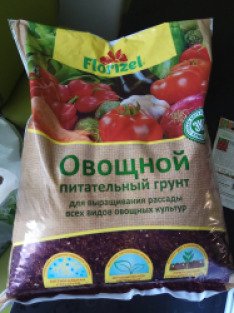 Florizel
Овощной
питательный грунт
для выращивания рассады
всех видов овощных культур